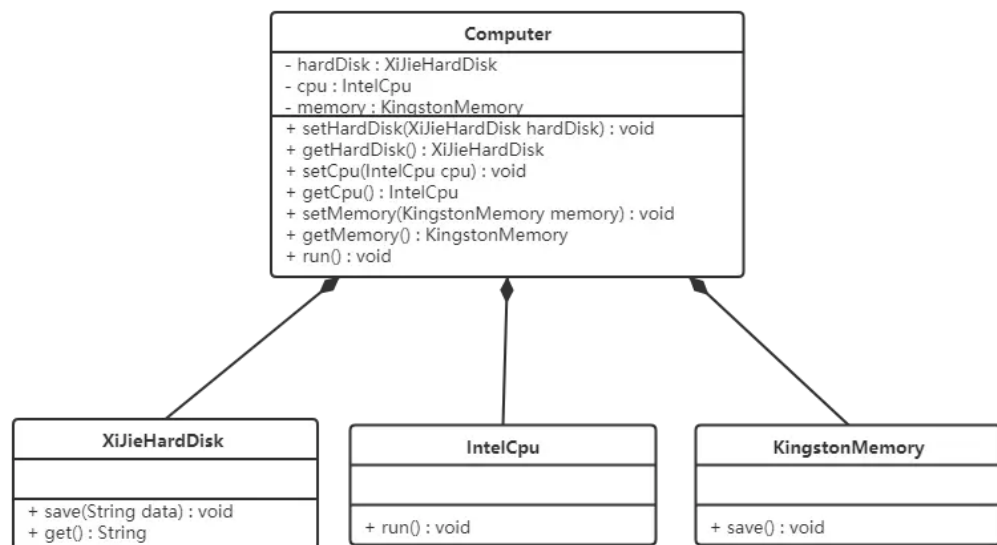 Computer
- hardDisk : XiJieHardDisk
- cpu : IntelCpu
- memory : KingstonMemory
+ setHardDisk(XiJieHardDisk hardDisk) : void
+ getHardDisk() : XiJieHardDisk
+ setCpu(IntelCpu cpu) : void
+ getCpu() : IntelCpu
+ setMemory(KingstonMemory memory) : void
+ getMemory() : KingstonMemory
+ run() : void
XiJieHardDisk
+ save(String data) : void
+ get() : String
IntelCpu
+ run() : void
KingstonMemory
+ save() : void